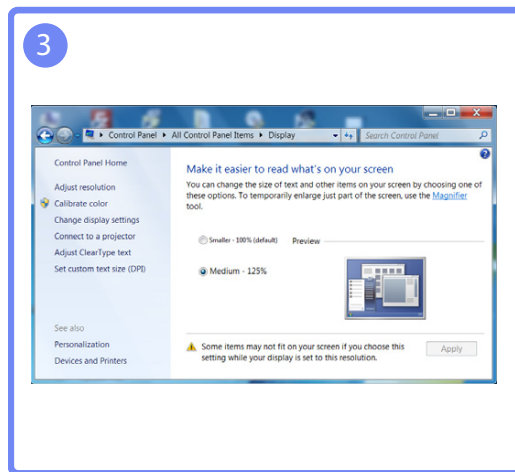 3
Control Panel ▸ All Control Panel Items ▸ Display
Search Control Panel
Control Panel Home
Adjust resolution
Calibrate color
Change display settings
Connect to a projector
Adjust ClearType text
Set custom text size (DPI)
See also
Personalization
Devices and Printers
Make it easier to read what's on your screen
You can change the size of text and other items on your screen by choosing one of
these options. To temporarily enlarge just part of the screen, use the Magnifier
tool.
Smaller - 100% (default) Preview
Medium - 125%
Some items may not fit on your screen if you choose this
setting while your display is set to this resolution.
Apply